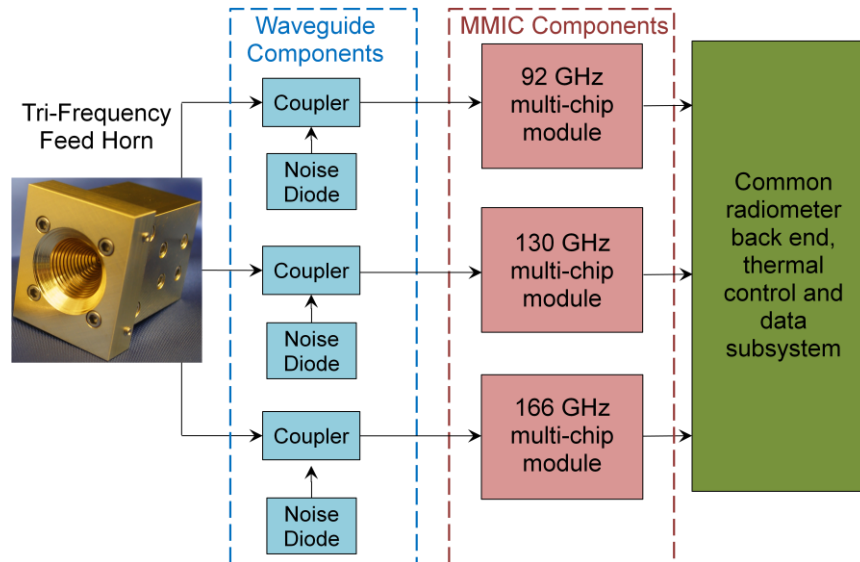 Waveguide
Components
MMIC Components
Tri-Frequency
Feed Horn
Coupler
Noise
Diode
92 GHz
multi-chip
module
Coupler
Noise
Diode
130 GHz
multi-chip
module
Coupler
Noise
Diode
166 GHz
multi-chip
module
Common
radiometer
back end,
thermal
control and
data
subsystem